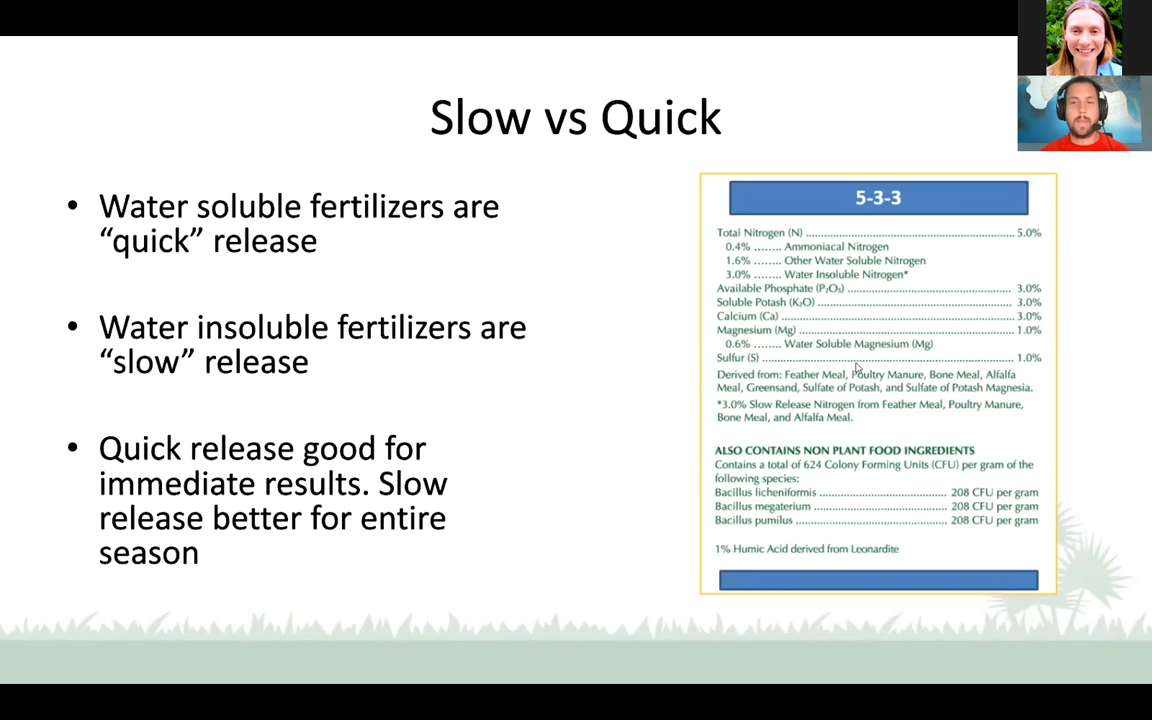 Slow vs Quick
• Water soluble fertilizers are
“quick” release
• Water insoluble fertilizers are
“slow” release
• Quick release good for
immediate results. Slow
release better for entire
season
5-3-3
Total Nitrogen (N) ........................................................ 5.0%
0.4% ........ Ammoniacal Nitrogen
1.6% ........ Other Water Soluble Nitrogen
3.0% ........ Water Insoluble Nitrogen*
Available Phosphate (P₂O₅) ............................................. 3.0%
Soluble Potash (K₂O) ..................................................... 3.0%
Calcium (Ca) ................................................................ 3.0%
Magnesium (Mg) ........................................................... 1.0%
0.6% ........ Water Soluble Magnesium (Mg)
Sulfur (S) ..................................................................... 1.0%
Derived from: Feather Meal, Poultry Manure, Bone Meal, Alfalfa
Meal, Greensand, Sulfate of Potash, and Sulfate of Potash Magnesia.
*3.0% Slow Release Nitrogen from Feather Meal, Poultry Manure,
Bone Meal, and Alfalfa Meal.
ALSO CONTAINS NON PLANT FOOD INGREDIENTS
Contains a total of 624 Colony Forming Units (CFU) per gram of the
following species:
Bacillus licheniformis .................................. 208 CFU per gram
Bacillus megaterium .................................... 208 CFU per gram
Bacillus pumilus ......................................... 208 CFU per gram
1% Humic Acid derived from Leonardite